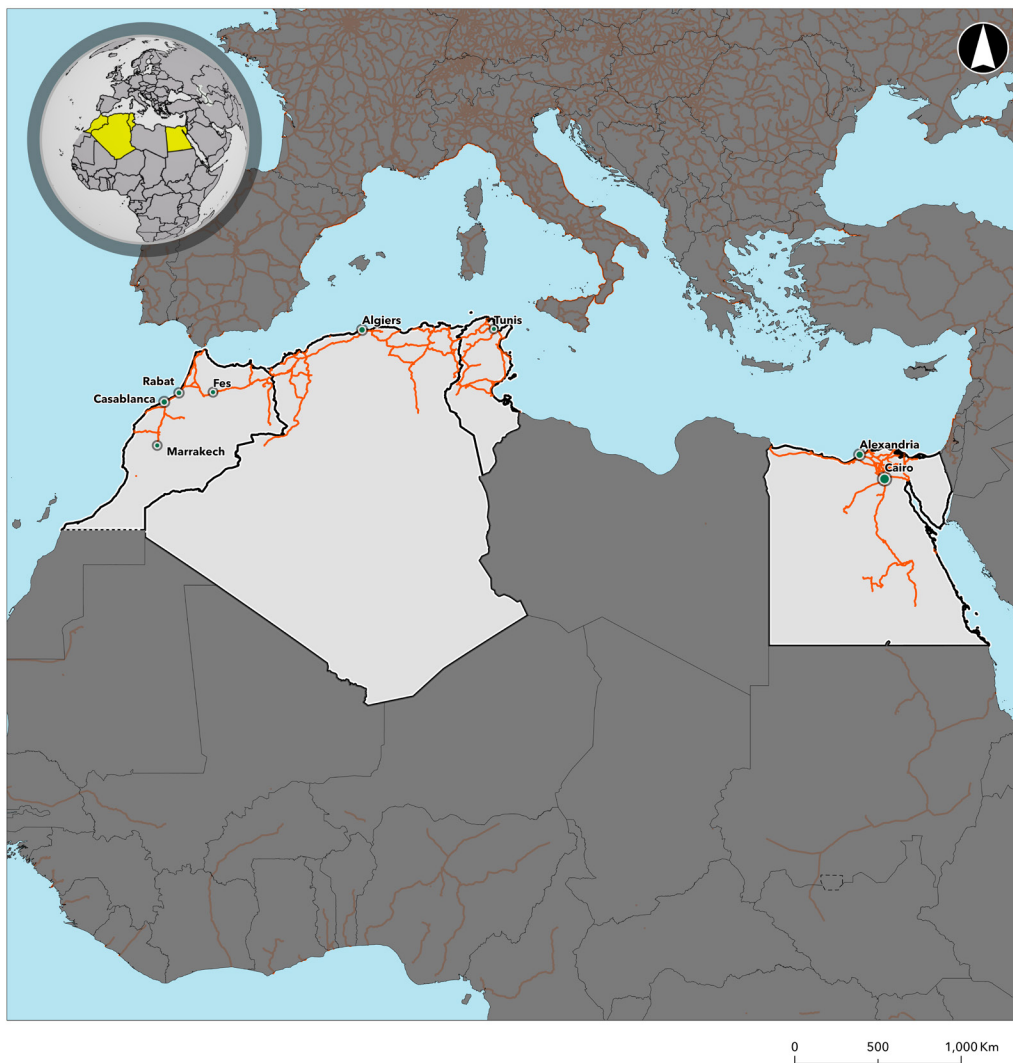 Algiers
Tunis
Rabat
Fes
Casablanca
Marrakech
Alexandria
Cairo
0 500 1,000 Km